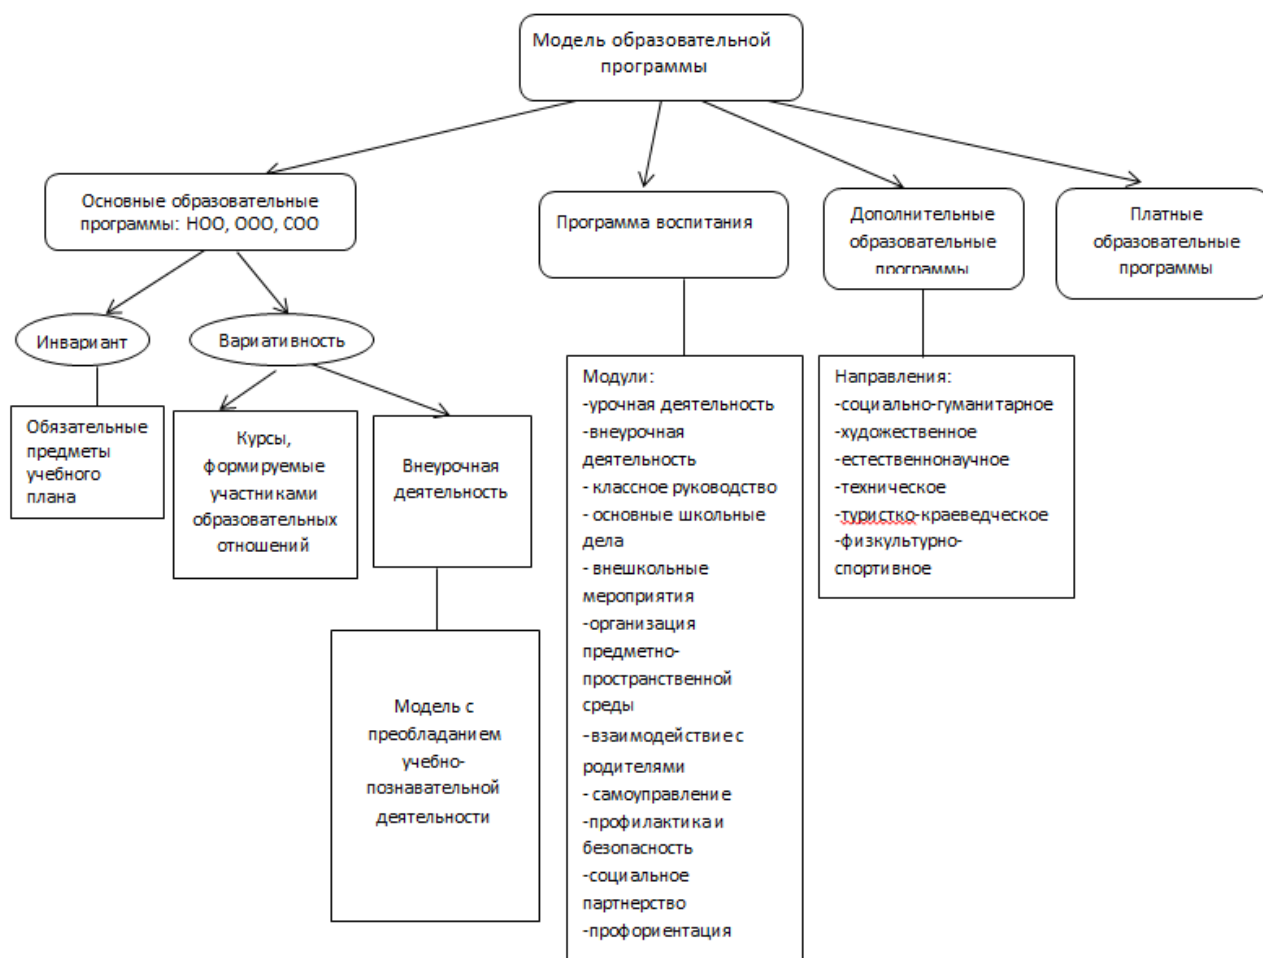 Модель образовательной
программы
Основные образовательные
программы: НОО, ООО, СОО
Программа воспитания
Дополнительные
образовательные
программы
Платные
образовательные
программы
Инвариант
Вариативность
Обязательные
предметы
учебного
плана
Курсы,
формируемые
участниками
образовательных
отношений
Внеурочная
деятельность
Модель с
преобладанием
учебно-
познавательной
деятельности
Модули:
-урочная деятельность
-внеурочная
деятельность
- классное руководство
- основные школьные
дела
- внешкольные
мероприятия
-организация
предметно-
пространственной
среды
-взаимодействие с
родителями
- самоуправление
-профилактика и
безопасность
-социальное
партнерство
-профориентация
Направления:
-социально-гуманитарное
-художественное
-естественнонаучное
-техническое
-туристко-краеведческое
-физкультурно-
спортивное